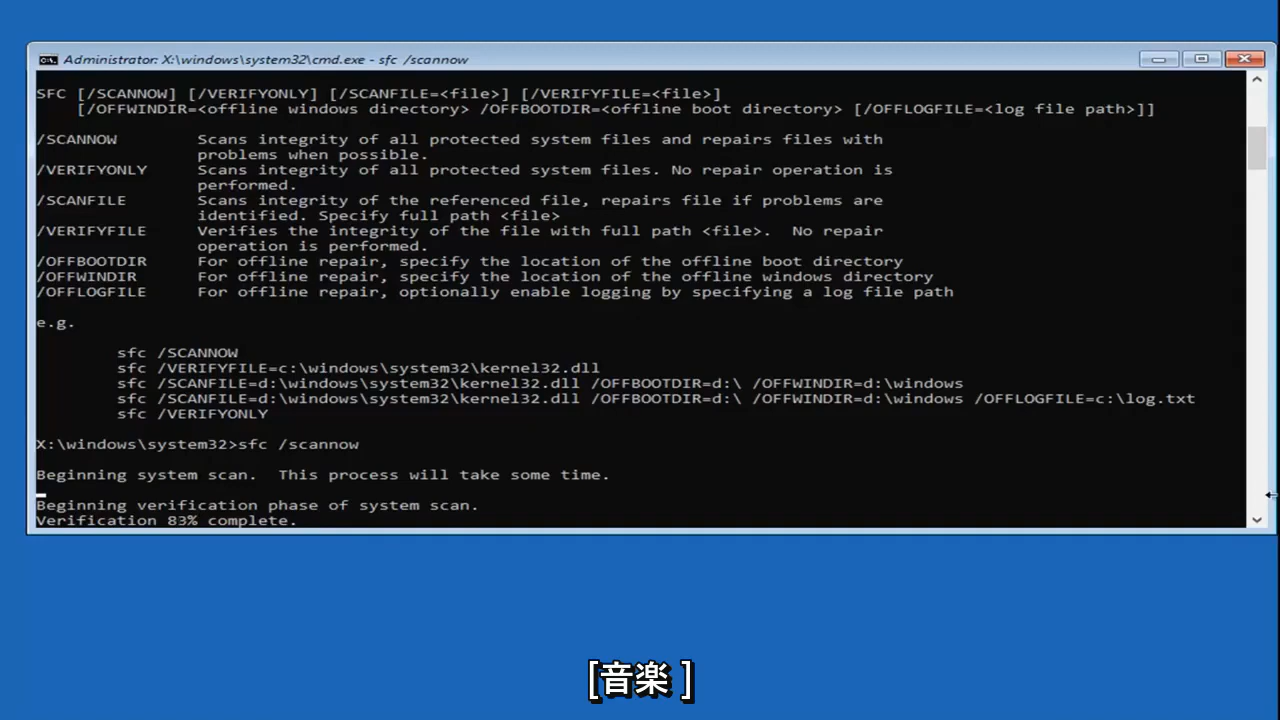 Administrator: X:\windows\system32\cmd.exe - sfc /scannow
SFC [/SCANNOW] [/VERIFYONLY] [/SCANFILE=<file>] [/VERIFYFILE=<file>]
[/OFFWINDIR=<offline windows directory> /OFFBOOTDIR=<offline boot directory> [/OFFLOGFILE=<log file path>]]
/SCANNOW Scans integrity of all protected system files and repairs files with
problems when possible.
/VERIFYONLY Scans integrity of all protected system files. No repair operation is
performed.
/SCANFILE Scans integrity of the referenced file, repairs file if problems are
identified. Specify full path <file>
/VERIFYFILE Verifies the integrity of the file with full path <file>. No repair
operation is performed.
/OFFBOOTDIR For offline repair, specify the location of the offline boot directory
/OFFWINDIR For offline repair, specify the location of the offline windows directory
/OFFLOGFILE For offline repair, optionally enable logging by specifying a log file path
e.g.
sfc /SCANNOW
sfc /VERIFYFILE=c:\windows\system32\kernel32.dll
sfc /SCANFILE=d:\windows\system32\kernel32.dll /OFFBOOTDIR=d:\ /OFFWINDIR=d:\windows
sfc /SCANFILE=d:\windows\system32\kernel32.dll /OFFBOOTDIR=d:\ /OFFWINDIR=d:\windows /OFFLOGFILE=c:\log.txt
sfc /VERIFYONLY
X:\windows\system32>sfc /scannow
Beginning system scan. This process will take some time.
Beginning verification phase of system scan.
Verification 83% complete.
[音楽 ]